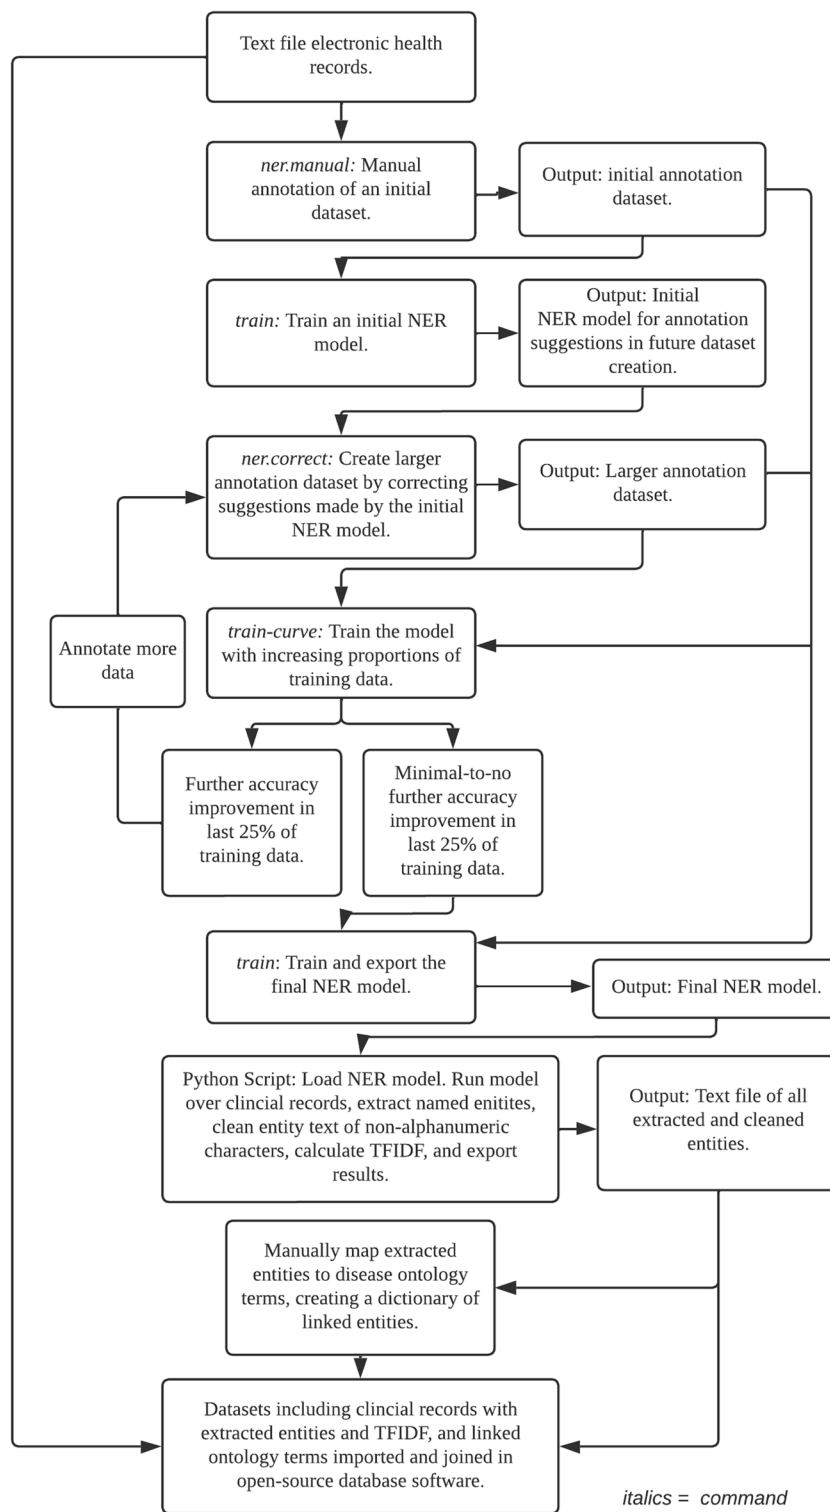 Text file electronic health
records.
ner.manual: Manual
annotation of an initial
dataset.
Output: initial annotation
dataset.
train: Train an initial NER
model.
Output: Initial
NER model for annotation
suggestions in future dataset
creation.
ner.correct: Create larger
annotation dataset by correcting
suggestions made by the initial
NER model.
Output: Larger annotation
dataset.
Annotate more
data
train-curve: Train the model
with increasing proportions of
training data.
Further accuracy
improvement in
last 25% of
training data.
Minimal-to-no
further accuracy
improvement in
last 25% of
training data.
train: Train and export the
final NER model.
Output: Final NER model.
Python Script: Load NER model. Run model
over clincial records, extract named enitites,
clean entity text of non-alphanumeric
characters, calculate TFIDF, and export
results.
Output: Text file of all
extracted and cleaned
entities.
Manually map extracted
entities to disease ontology
terms, creating a dictionary of
linked entities.
Datasets including clincial records with
extracted entities and TFIDF, and linked
ontology terms imported and joined in
open-source database software.
italics = command